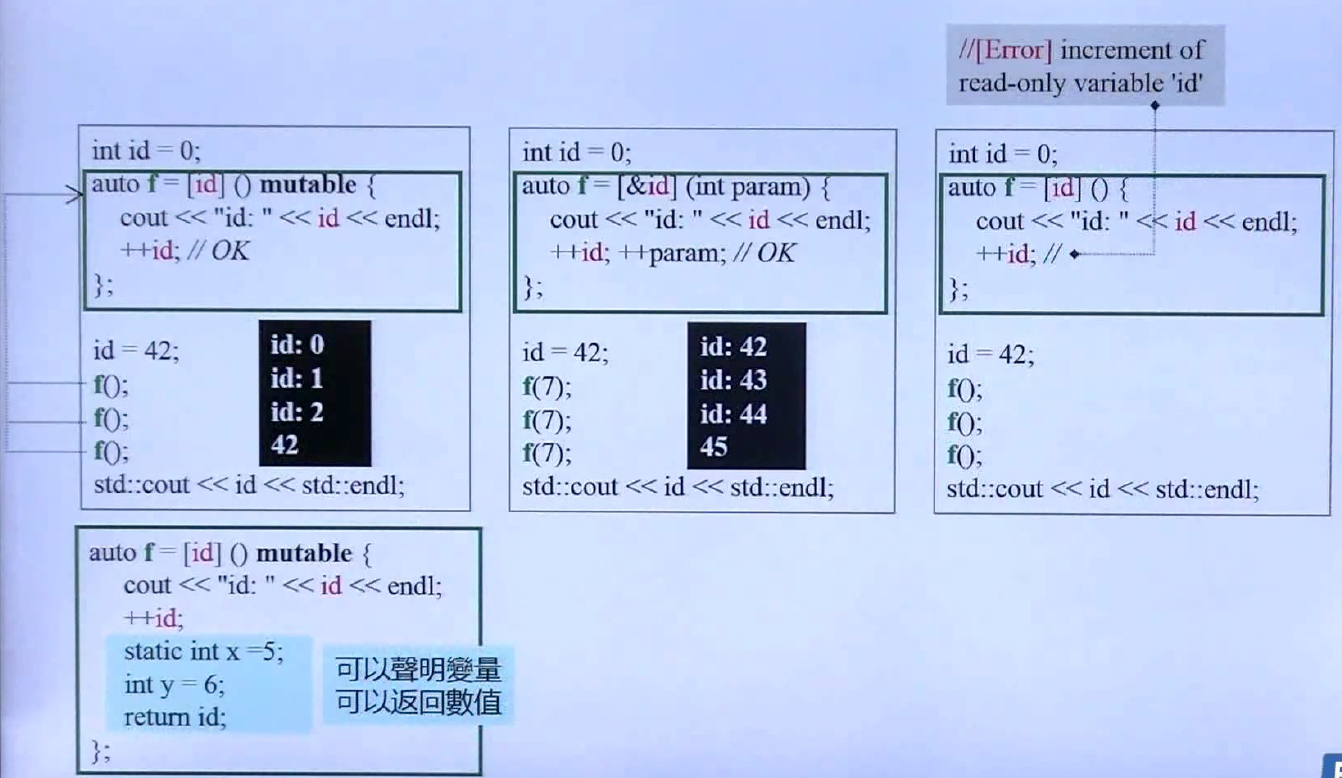 //[Error] increment of
read-only variable 'id'
int id = 0;
auto f = [id] () mutable {
cout << "id: " << id << endl;
++id; // OK
};
id = 42;
f();
f();
f();
std::cout << id << std::endl;
id: 0
id: 1
id: 2
42
int id = 0;
auto f = [&id] (int param) {
cout << "id: " << id << endl;
++id; ++param; // OK
};
id = 42;
f(7);
f(7);
f(7);
std::cout << id << std::endl;
id: 42
id: 43
id: 44
45
int id = 0;
auto f = [id] () {
cout << "id: " << id << endl;
++id; //
};
id = 42;
f();
f();
f();
std::cout << id << std::endl;
auto f = [id] () mutable {
cout << "id: " << id << endl;
++id;
static int x =5;
int y = 6;
return id;
};
可以聲明變量
可以返回數值